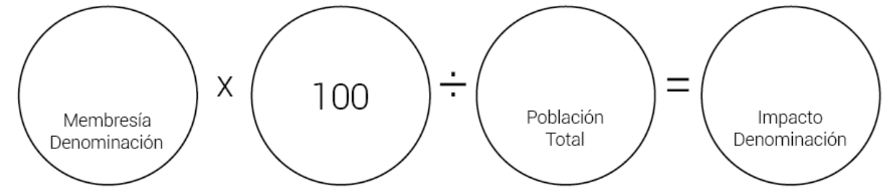 Membresía
Denominación
x
100
÷
Población
Total
=
Impacto
Denominación